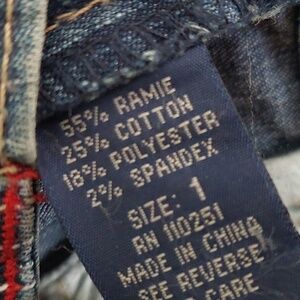 55% RAMIE
25% COTTON
18% POLYESTER
2% SPANDEX
SIZE: 1
RN 110251
MADE IN CHINA
SEE REVERSE
CARE